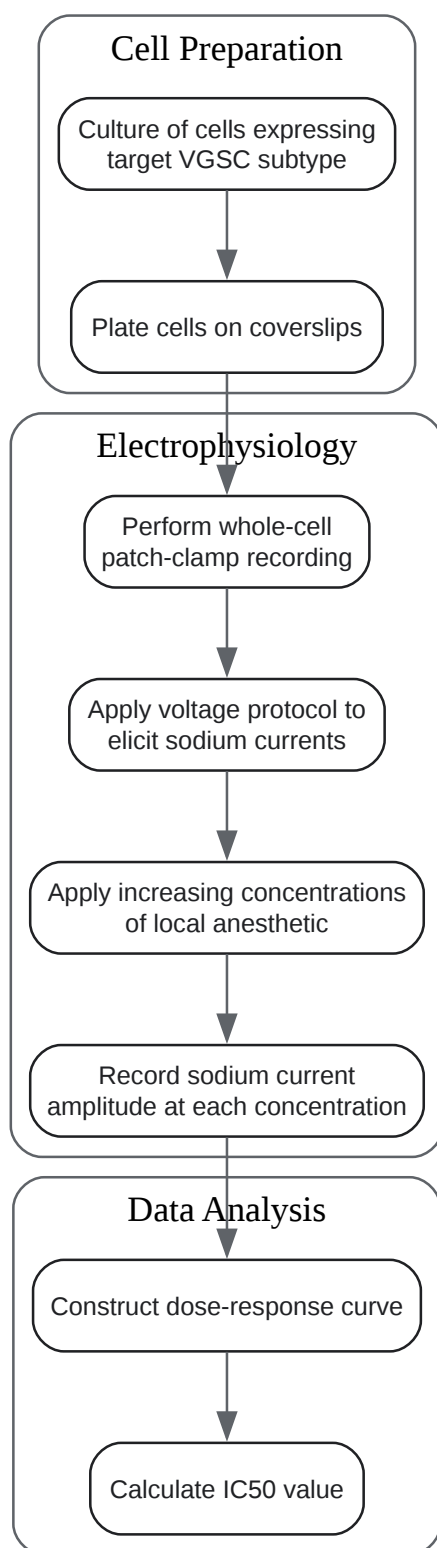 Cell Preparation
Culture of cells expressing
target VGSC subtype
Plate cells on coverslips
Electrophysiology
Perform whole-cell
patch-clamp recording
Apply voltage protocol to
elicit sodium currents
Apply increasing concentrations
of local anesthetic
Record sodium current
amplitude at each concentration
Data Analysis
Construct dose-response curve
Calculate IC50 value